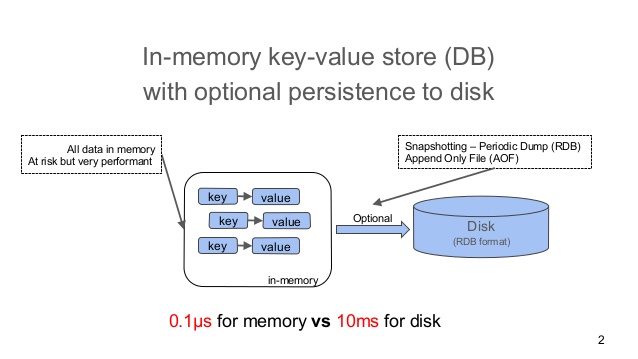 In-memory key-value store (DB)
with optional persistence to disk
All data in memory
At risk but very performant
Snapshotting – Periodic Dump (RDB)
Append Only File (AOF)
key value
key value
key value
in-memory
Optional
Disk
(RDB format)
0.1µs for memory vs 10ms for disk
2